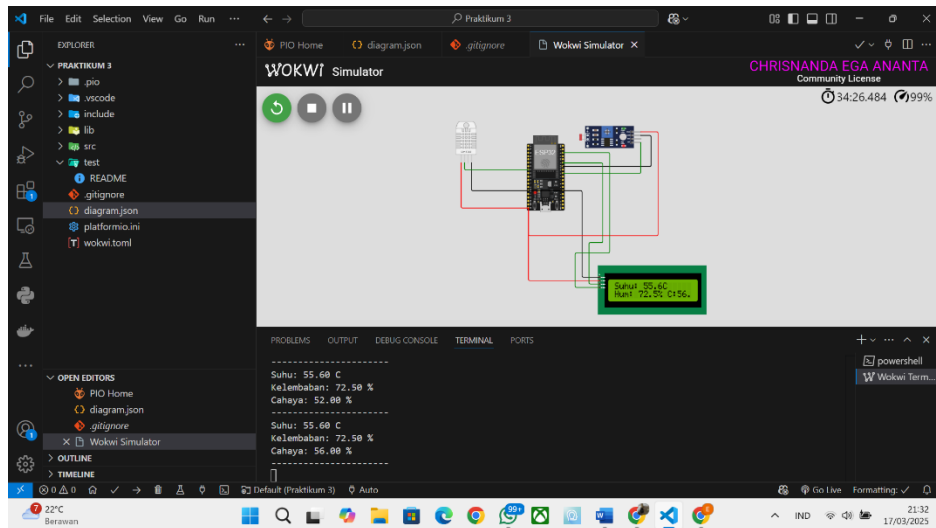 File Edit Selection View Go Run ...
Praktikum 3
EXPLORER
PIO Home diagram.json .gitignore Wokwi Simulator
PRAKTIKUM 3
.pio
.vscode
include
lib
src
test
README
.gitignore
diagram.json
platformio.ini
wokwi.toml
OPEN EDITORS
PIO Home
diagram.json
.gitignore
Wokwi Simulator
OUTLINE
TIMELINE
WOKWI Simulator
CHRISNANDA EGA ANANTA
Community License
34:26.484 99%
ESP32
Suhu: 55.6C
Hum: 72.5% C:56.
PROBLEMS OUTPUT DEBUG CONSOLE TERMINAL PORTS
powershell
Wokwi Term...
----------------------
Suhu: 55.60 C
Kelembaban: 72.50 %
Cahaya: 52.00 %
----------------------
Suhu: 55.60 C
Kelembaban: 72.50 %
Cahaya: 56.00 %
----------------------
0 0 0 Default (Praktikum 3) Auto Go Live Formatting: ✓
7 22°C
Berawan
99+
IND
21:32
17/03/2025